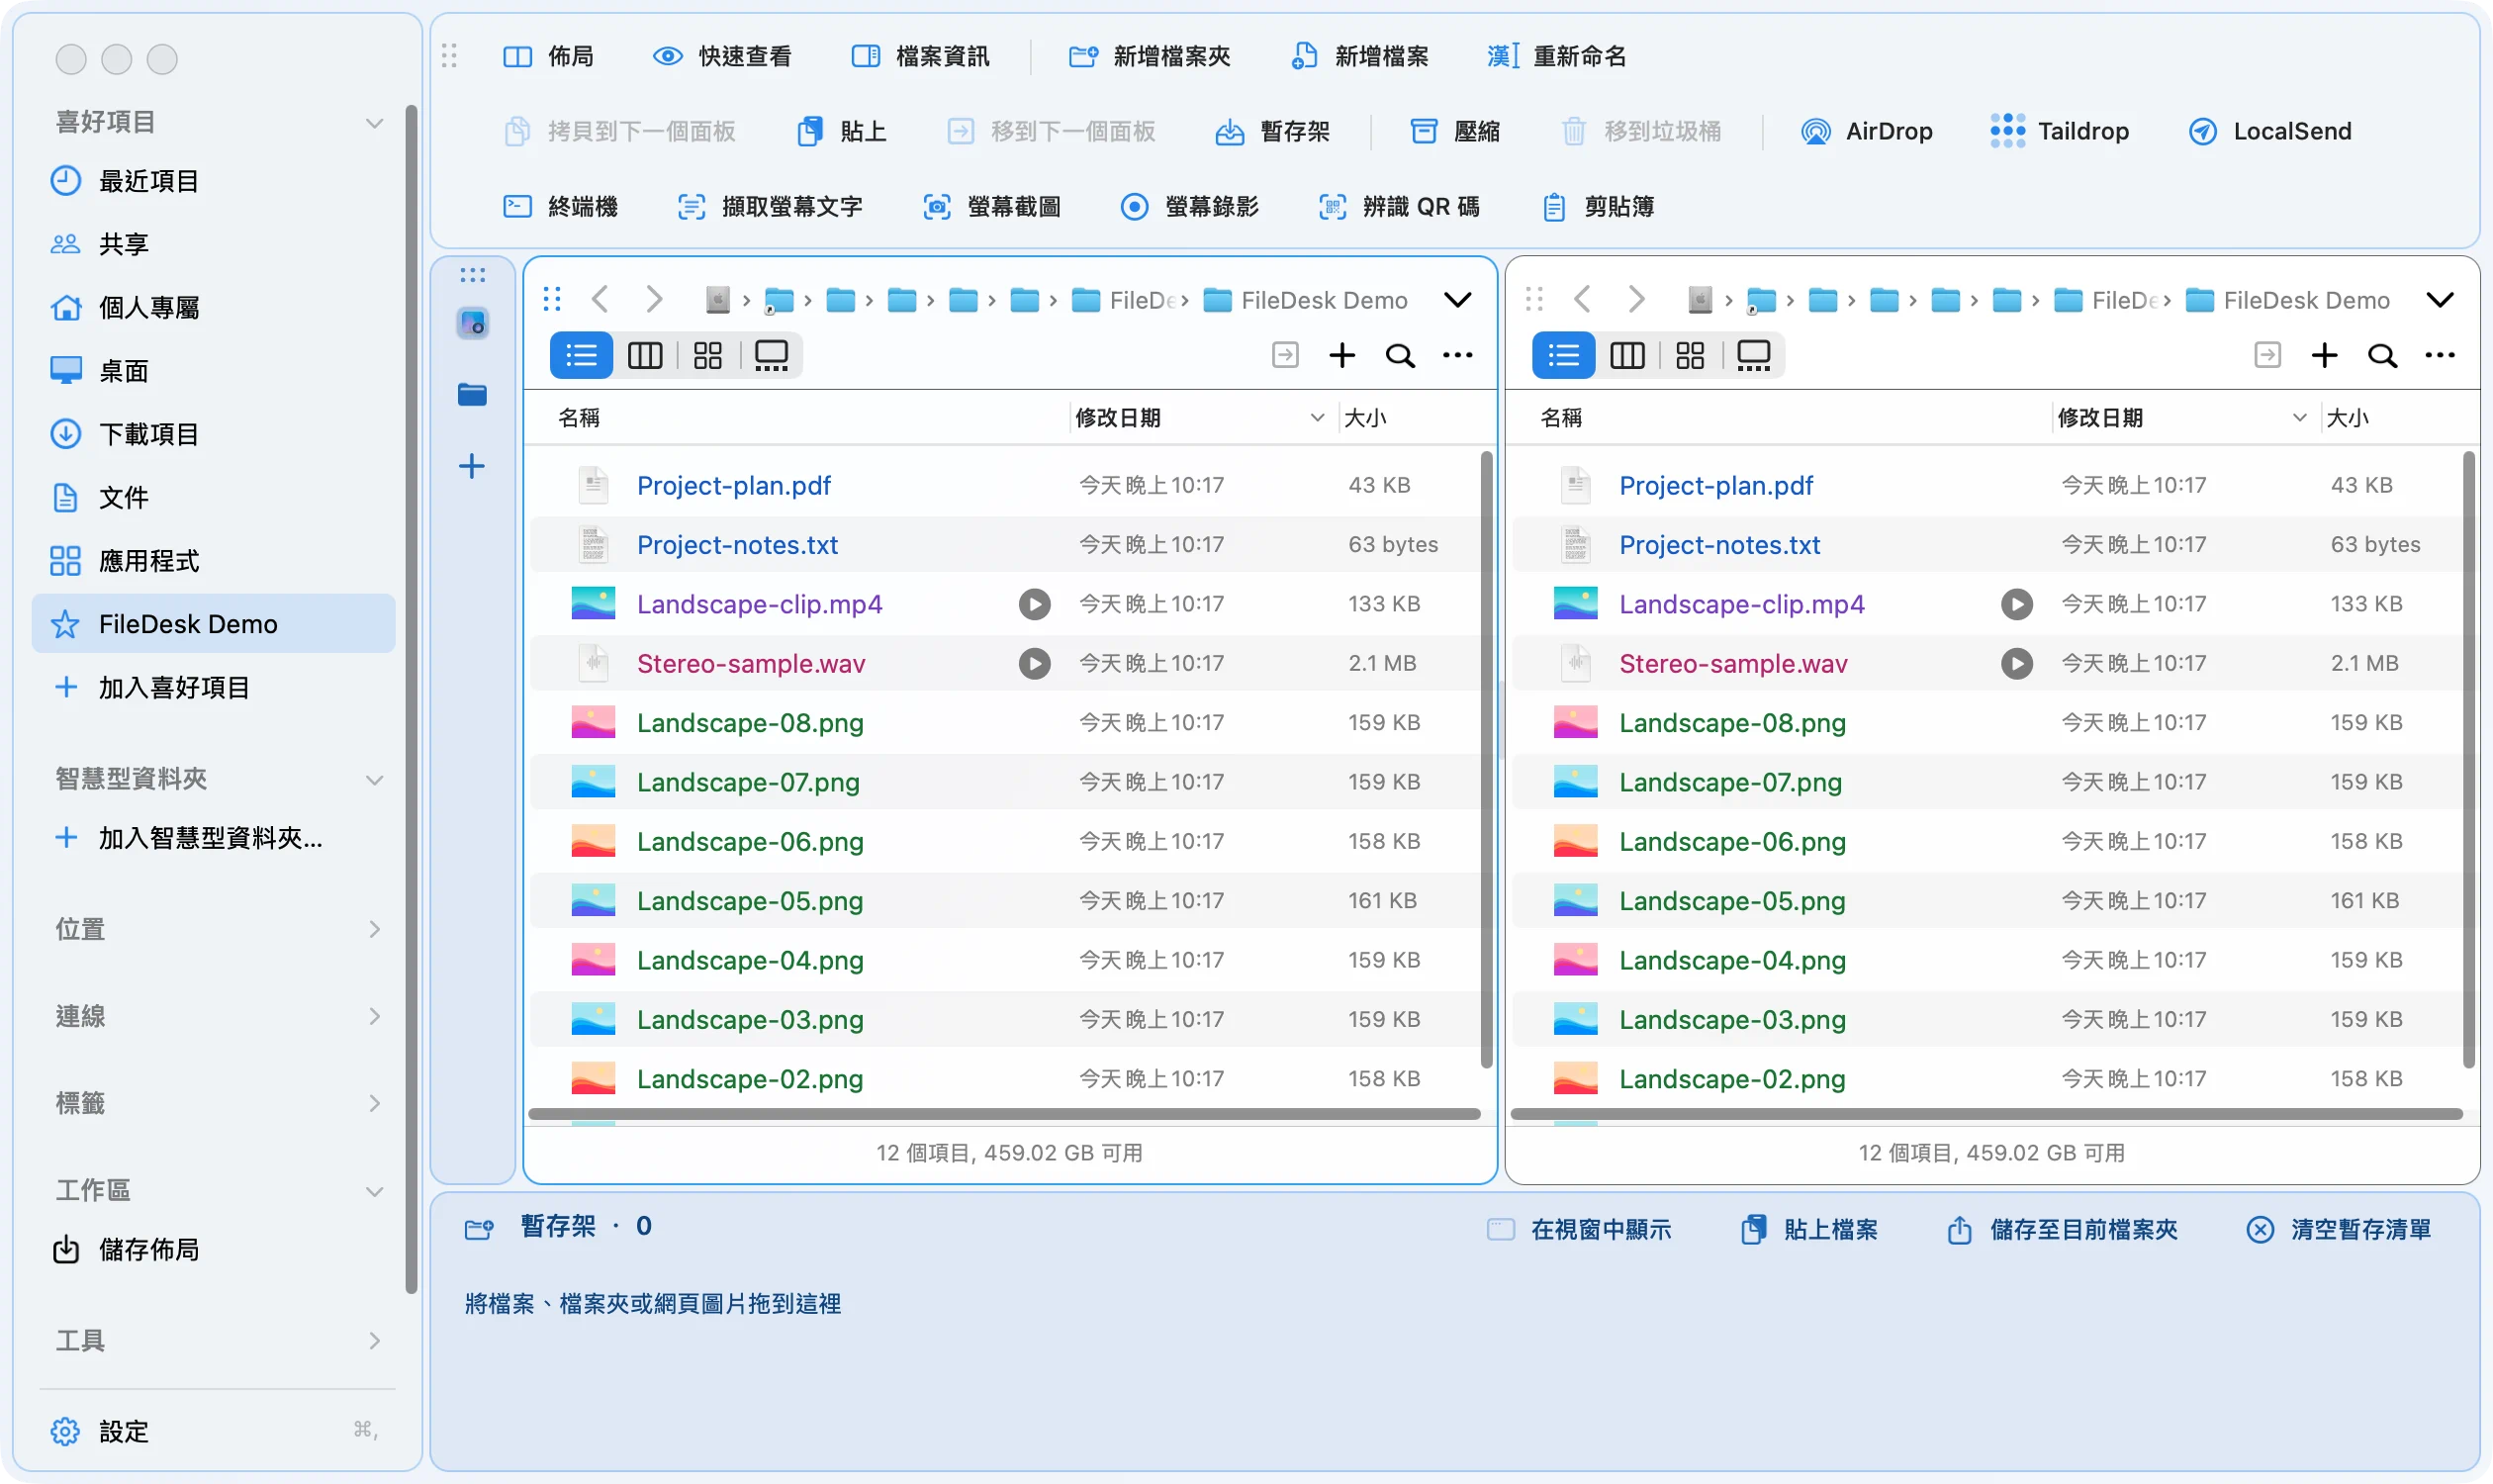 喜好項目
最近項目
共享
個人專屬
桌面
下載項目
文件
應用程式
FileDesk Demo
加入喜好項目
智慧型資料夾
加入智慧型資料夾...
位置
連線
標籤
工作區
儲存佈局
工具
設定 ⌘,
佈局 快速查看 檔案資訊 新增檔案夾 新增檔案 漢 重新命名
拷貝到下一個面板 貼上 移到下一個面板 暫存架 壓縮 移到垃圾桶 AirDrop Taildrop LocalSend
終端機 擷取螢幕文字 螢幕截圖 螢幕錄影 辨識 QR 碼 剪貼簿
FileDe FileDesk Demo
名稱 修改日期 大小
Project-plan.pdf 今天晚上10:17 43 KB
Project-notes.txt 今天晚上10:17 63 bytes
Landscape-clip.mp4 今天晚上10:17 133 KB
Stereo-sample.wav 今天晚上10:17 2.1 MB
Landscape-08.png 今天晚上10:17 159 KB
Landscape-07.png 今天晚上10:17 159 KB
Landscape-06.png 今天晚上10:17 158 KB
Landscape-05.png 今天晚上10:17 161 KB
Landscape-04.png 今天晚上10:17 159 KB
Landscape-03.png 今天晚上10:17 159 KB
Landscape-02.png 今天晚上10:17 158 KB
12 個項目, 459.02 GB 可用
FileDe FileDesk Demo
名稱 修改日期 大小
Project-plan.pdf 今天晚上10:17 43 KB
Project-notes.txt 今天晚上10:17 63 bytes
Landscape-clip.mp4 今天晚上10:17 133 KB
Stereo-sample.wav 今天晚上10:17 2.1 MB
Landscape-08.png 今天晚上10:17 159 KB
Landscape-07.png 今天晚上10:17 159 KB
Landscape-06.png 今天晚上10:17 158 KB
Landscape-05.png 今天晚上10:17 161 KB
Landscape-04.png 今天晚上10:17 159 KB
Landscape-03.png 今天晚上10:17 159 KB
Landscape-02.png 今天晚上10:17 158 KB
12 個項目, 459.02 GB 可用
暫存架 · 0 在視窗中顯示 貼上檔案 儲存至目前檔案夾 清空暫存清單
將檔案、檔案夾或網頁圖片拖到這裡